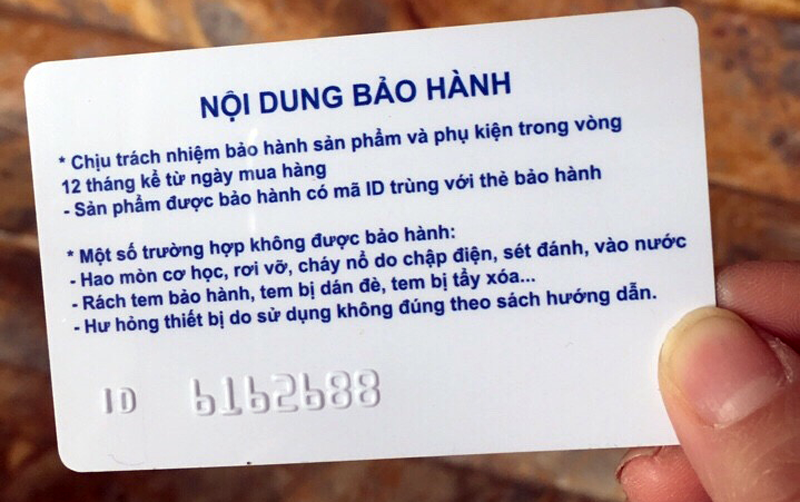 NỘI DUNG BẢO HÀNH
* Chịu trách nhiệm bảo hành sản phẩm và phụ kiện trong vòng
12 tháng kể từ ngày mua hàng
- Sản phẩm được bảo hành có mã ID trùng với thẻ bảo hành
* Một số trường hợp không được bảo hành:
- Hao mòn cơ học, rơi vỡ, cháy nổ do chập điện, sét đánh, vào nước
- Rách tem bảo hành, tem bị dán đè, tem bị tẩy xóa...
- Hư hỏng thiết bị do sử dụng không đúng theo sách hướng dẫn.
ID 6162688